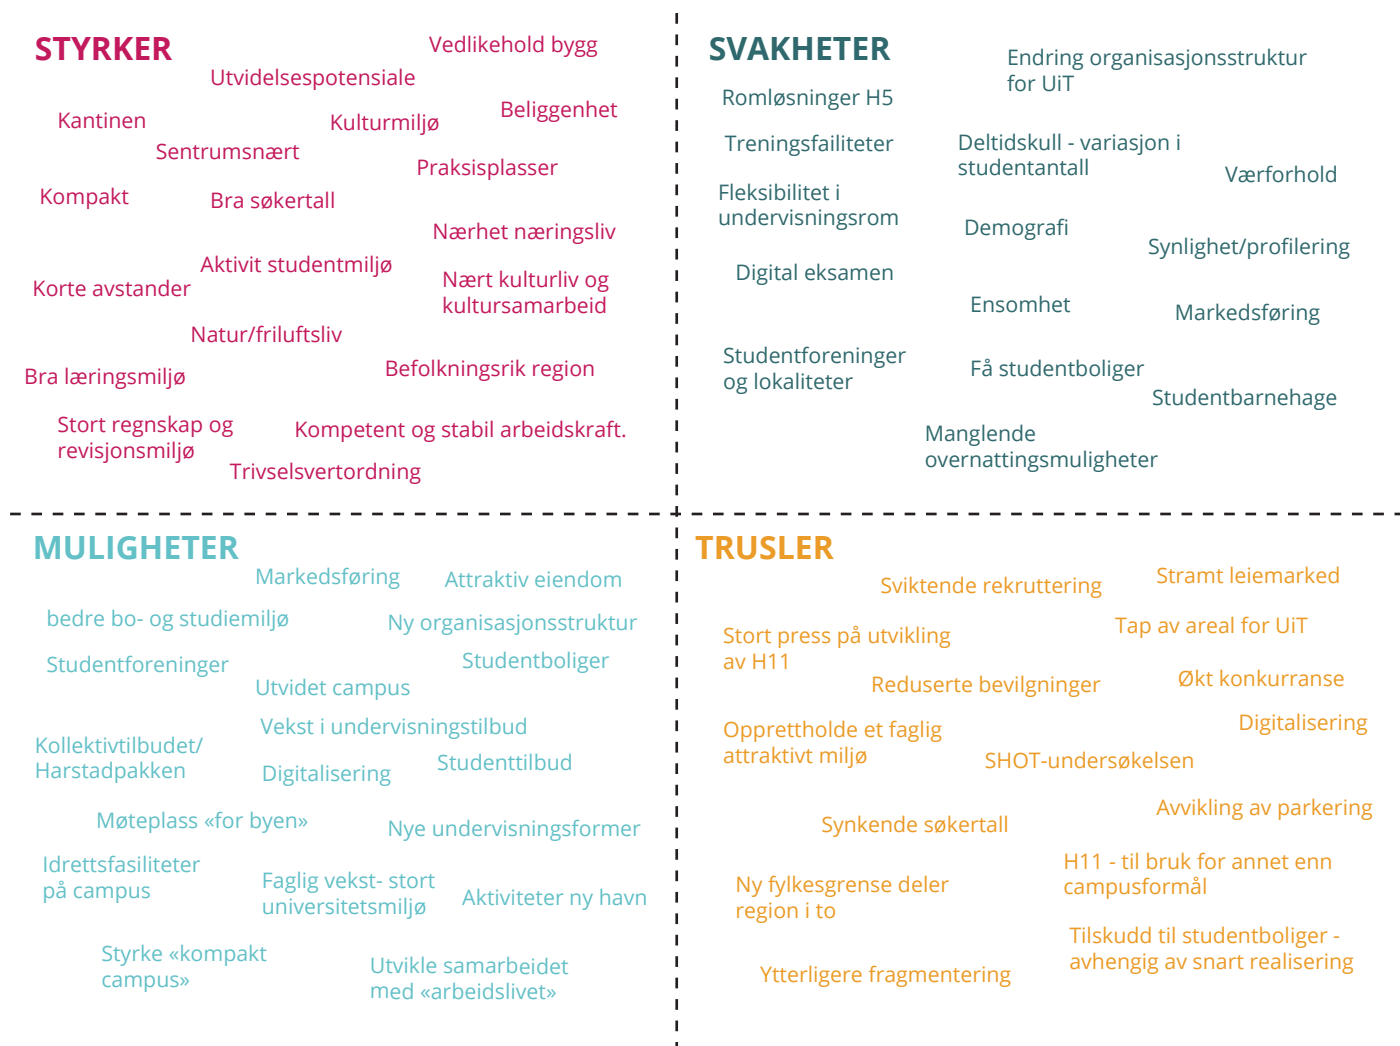 STYRKER
Vedlikehold bygg
Utvidelsespotensiale
Beliggenhet
Kantinen
Kulturmiljø
Sentrumsnært
Praksisplasser
Kompakt
Bra søkertall
Nærhet næringsliv
Aktivit studentmiljø
Nært kulturliv og
kultursamarbeid
Korte avstander
Natur/friluftsliv
Befolkningsrik region
Bra læringsmiljø
Stort regnskap og
revisjonsmiljø
Kompetent og stabil arbeidskraft.
Trivselsvertordning
SVAKHETER
Endring organisasjonsstruktur
for UiT
Romløsninger H5
Treningsfailiteter
Deltidskull - variasjon i
studentantall
Værforhold
Fleksibilitet i
undervisningsrom
Demografi
Synlighet/profilering
Digital eksamen
Ensomhet
Markedsføring
Studentforeninger
og lokaliteter
Få studentboliger
Studentbarnehage
Manglende
overnattingsmuligheter
MULIGHETER
Markedsføring
Attraktiv eiendom
bedre bo- og studiemiljø
Ny organisasjonsstruktur
Studentforeninger
Studentboliger
Utvidet campus
Vekst i undervisningstilbud
Kollektivtilbudet/
Harstadpakken
Digitalisering
Studenttilbud
Møteplass «for byen»
Nye undervisningsformer
Idrettsfasiliteter
på campus
Faglig vekst- stort
universitetsmiljø
Aktiviteter ny havn
Styrke «kompakt
campus»
Utvikle samarbeidet
med «arbeidslivet»
TRUSLER
Sviktende rekruttering
Stramt leiemarked
Stort press på utvikling
av H11
Tap av areal for UiT
Reduserte bevilgninger
Økt konkurranse
Opprettholde et faglig
attraktivt miljø
Digitalisering
SHOT-undersøkelsen
Avvikling av parkering
Synkende søkertall
H11 - til bruk for annet enn
campusformål
Ny fylkesgrense deler
region i to
Tilskudd til studentboliger -
avhengig av snart realisering
Ytterligere fragmentering